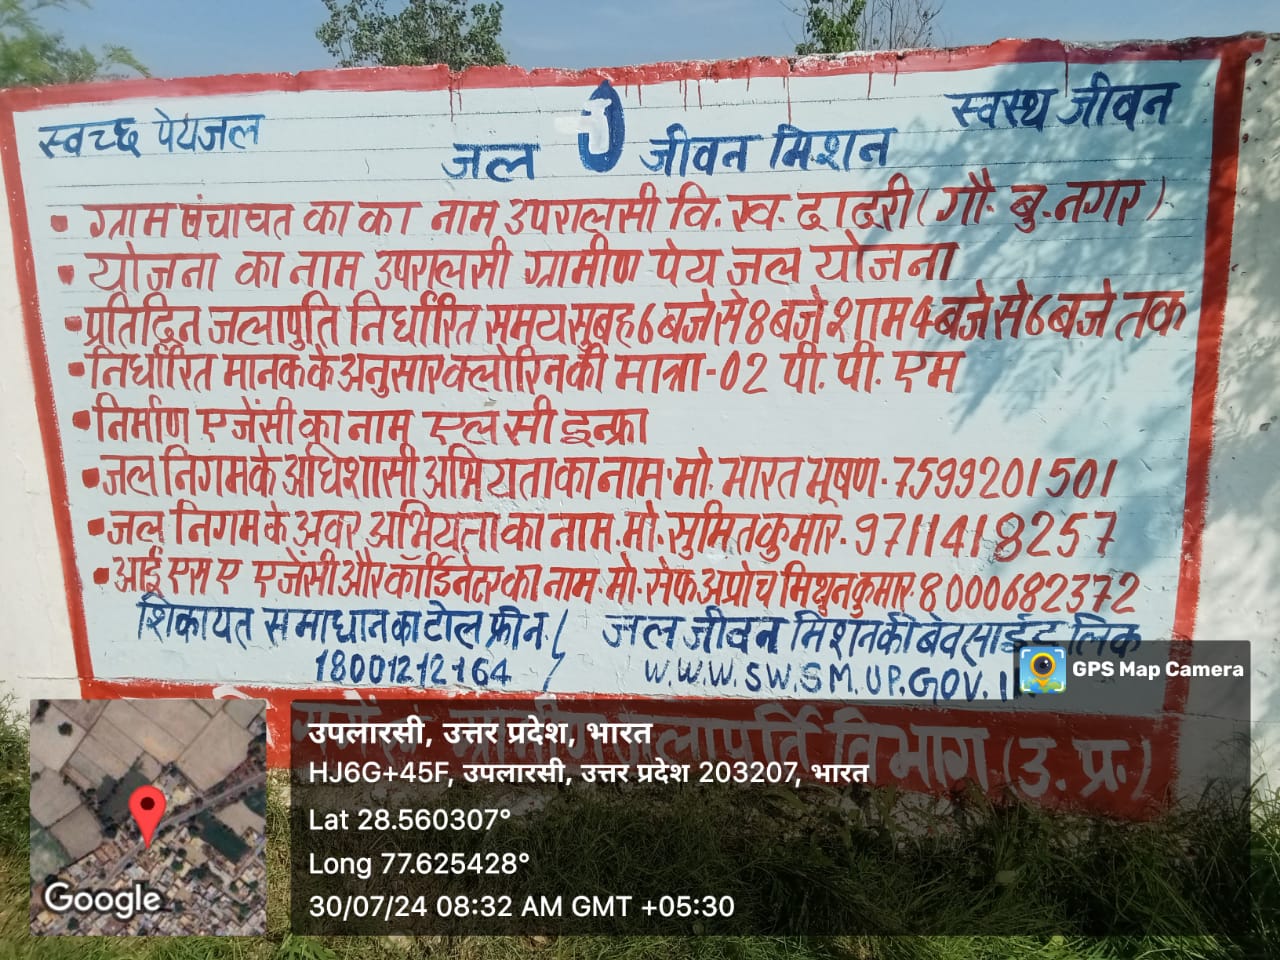 स्वच्छ पेयजल
स्वस्थ जीवन
जल जीवन मिशन
• ग्राम पंचाघत का का नाम उपरालसी वि. ख. दादरी (गौ. बु. नगर)
• योजना का नाम उपरालसी ग्रामीण पेय जल योजना
• प्रतिदिन जलापुति निर्धारित समय सुबह 6 बजे से 8 बजे शाम 4 बजे से 6 बजे तक
• निर्धारित मानक के अनुसार क्लोरिन की मात्रा - 02 पी. पी. एम
• निर्माण एजेंसी का नाम एल सी इन्फ्रा
• जल निगम के अधिशासी अभियता का नाम. मो. भारत भूषण. 7599201501
• जल निगम के अवर अभियता का नाम. मो. सुमित कुमार. 9711418257
• आई एस ए एजेंसी और कॉर्डिनेटर का नाम. मो. सेफ अप्रोच मिथुन कुमार. 8000682372
शिकायत समाधान का टोल फ्री न. / जल जीवन मिशन की बेवसाईट लिक
18001212164 / W.W.W.SW.SM.UP.GOV.I
ग्रामीण जलापूर्ति विभाग (उ. प्र.)
GPS Map Camera
उपलारसी, उत्तर प्रदेश, भारत
HJ6G+45F, उपलारसी, उत्तर प्रदेश 203207, भारत
Lat 28.560307°
Long 77.625428°
30/07/24 08:32 AM GMT +05:30
Google